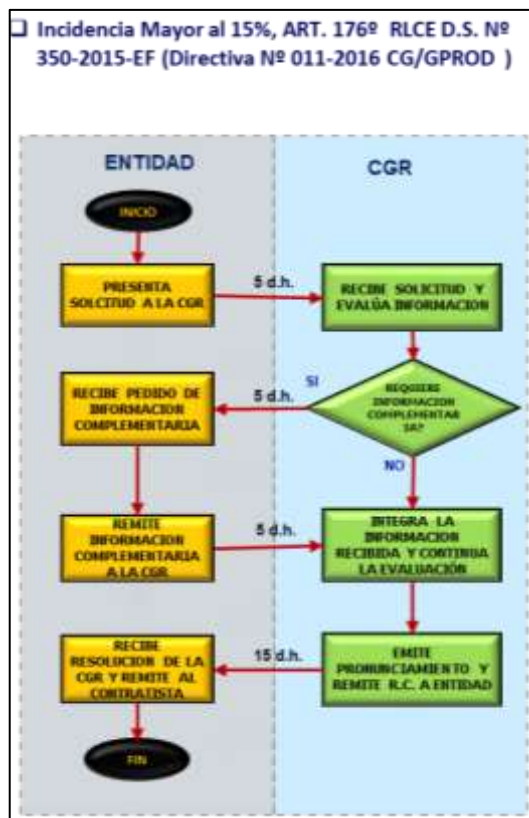 ❑ Incidencia Mayor al 15%, ART. 176º RLCE D.S. Nº
350-2015-EF (Directiva Nº 011-2016 CG/GPROD )
ENTIDAD
CGR
INICIO
PRESENTA
SOLCITUD A LA CGR
5 d.h.
RECIBE SOLICITUD Y
EVALÚA INFORMACION
RECIBE PEDIDO DE
INFORMACION
COMPLEMENTARIA
5 d.h.
SI
REQUIERE
INFORMACION
COMPLEMENTAR
IA?
NO
REMITE
INFORMACION
COMPLEMENTARIA
A LA CGR
5 d.h.
INTEGRA LA
INFORMACION
RECIBIDA Y CONTINUA
LA EVALUACIÓN
RECIBE
RESOLUCION DE LA
CGR Y REMITE AL
CONTRATISTA
15 d.h.
EMITE
PRONUNCIAMIENTO Y
REMITE R.C. A ENTIDAD
FIN